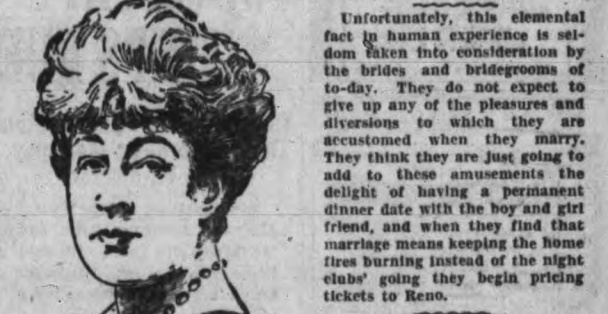 Unfortunately, this elemental
fact in human experience is sel-
dom taken into consideration by
the brides and bridegrooms of
to-day. They do not expect to
give up any of the pleasures and
diversions to which they are
accustomed when they marry.
They think they are just going to
add to these amusements the
delight of having a permanent
dinner date with the boy and girl
friend, and when they find that
marriage means keeping the home
fires burning instead of the night
clubs' going they begin pricing
tickets to Reno.